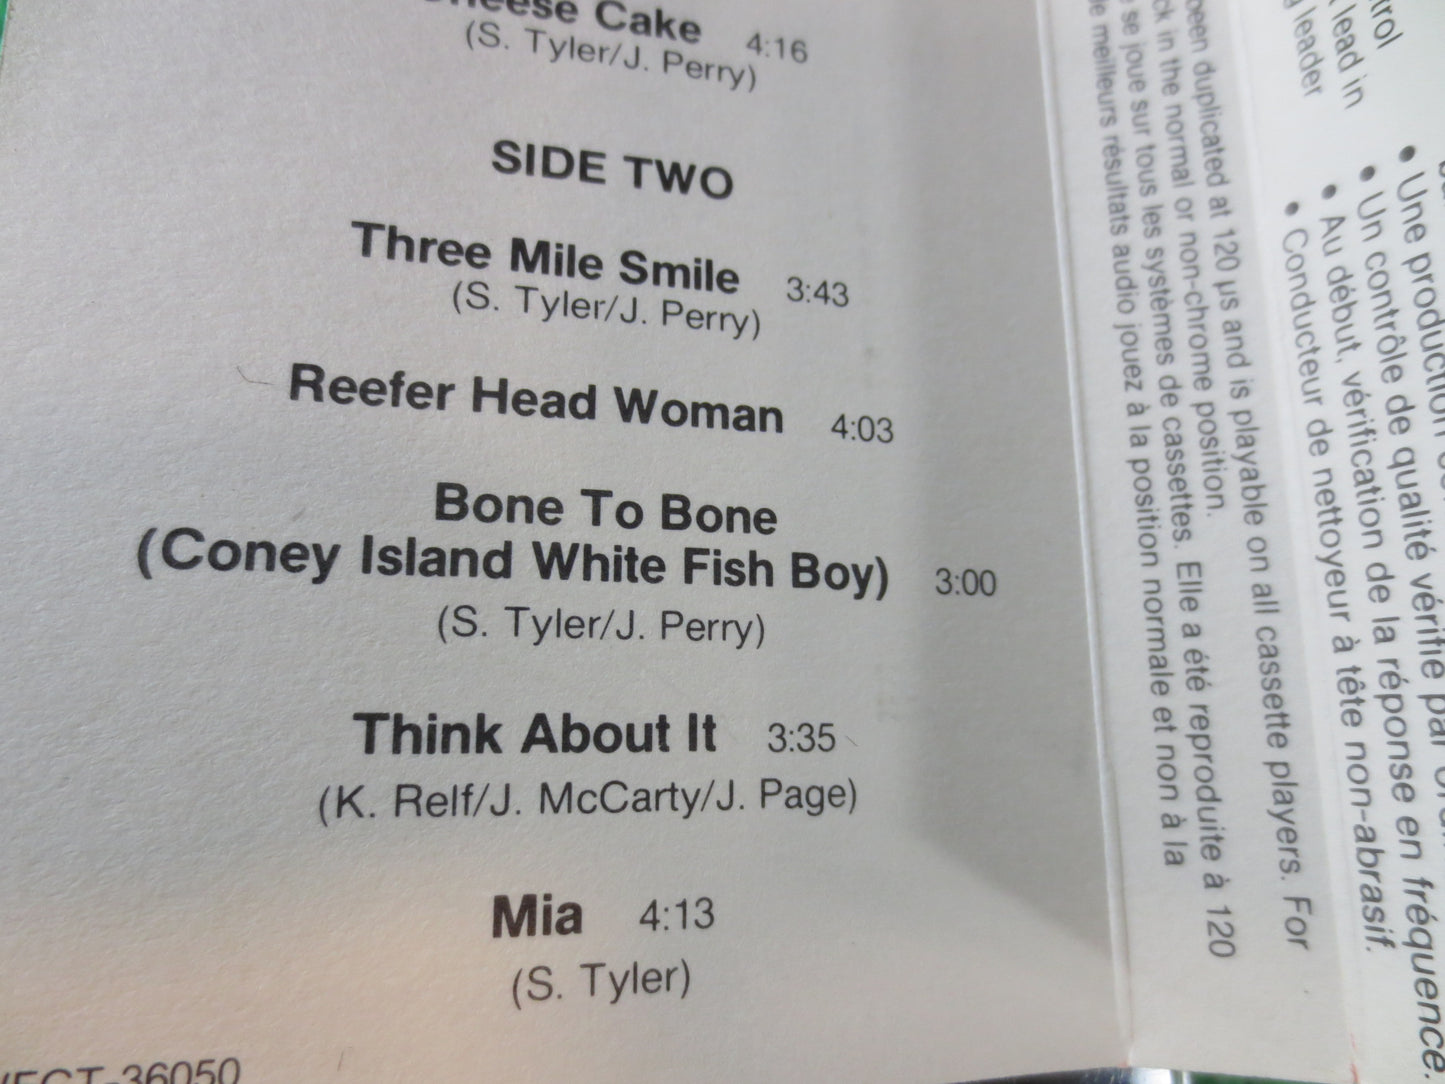 Cheese Cake 4:16
(S. Tyler/J. Perry)
SIDE TWO
Three Mile Smile 3:43
(S. Tyler/J. Perry)
Reefer Head Woman 4:03
Bone To Bone
(Coney Island White Fish Boy) 3:00
(S. Tyler/J. Perry)
Think About It 3:35
(K. Relf/J. McCarty/J. Page)
Mia 4:13
(S. Tyler)
36050
been duplicated at 120 µs and is playable on all cassette players. For
in the normal or non-chrome position.
se joue sur tous les systèmes de cassettes. Elle a été reproduite à 120
meilleurs résultats audio jouez à la position normale et non à la
lead in
leader
• Une production
• Un contrôle de qualité vérifié par
• Au début, vérification de la réponse en fréquence.
• Conducteur de nettoyeur à tête non-abrasif.